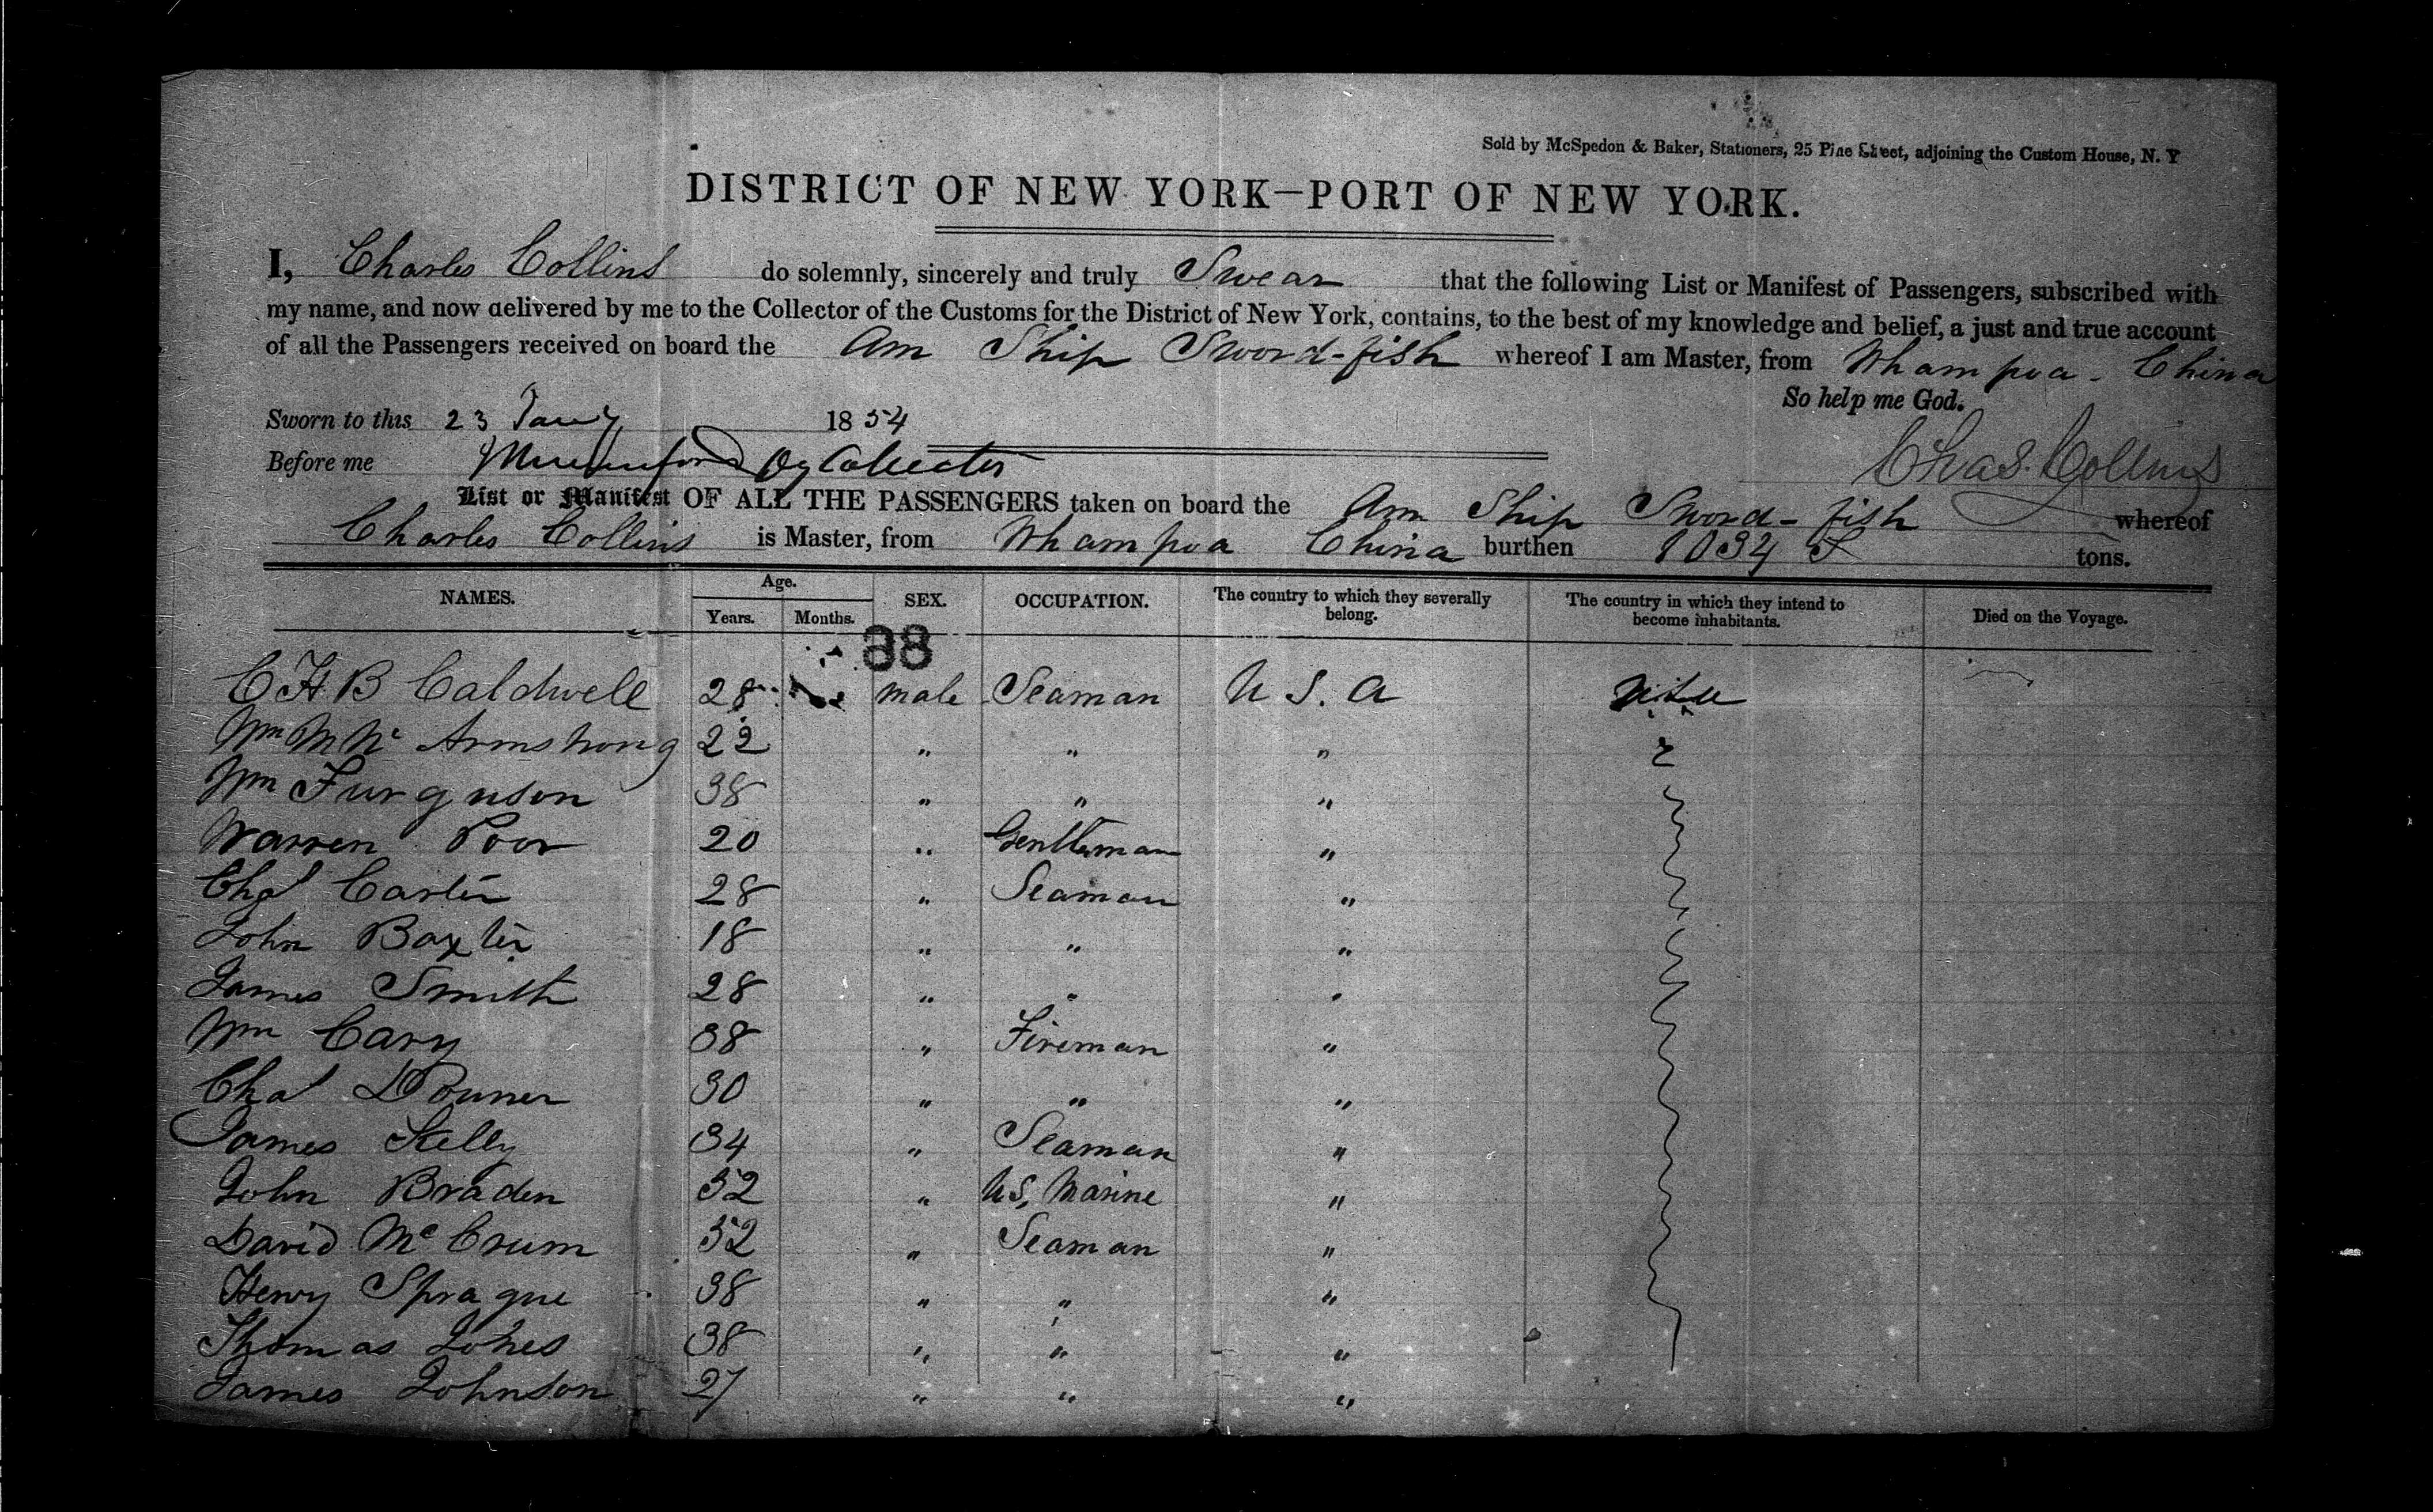 Sold by McSpedon & Baker, Stationers, 25 Pine Street, adjoining the Custom House, N. Y
DISTRICT OF NEW YORK—PORT OF NEW YORK.
I, Charles Collins do solemnly, sincerely and truly Swear that the following List or Manifest of Passengers, subscribed with
my name, and now delivered by me to the Collector of the Customs for the District of New York, contains, to the best of my knowledge and belief, a just and true account
of all the Passengers received on board the Am Ship Sword-fish whereof I am Master, from Whampoa - China
So help me God.
Sworn to this 23 Jany 1854
Before me Dy Collector
Chas. Collins
List or Manifest OF ALL THE PASSENGERS taken on board the Am Ship Sword-fish whereof
Charles Collins is Master, from Whampoa China burthen 1034 tons.
NAMES. Age. Years. Months. SEX. OCCUPATION. The country to which they severally belong. The country in which they intend to become inhabitants. Died on the Voyage.
88
C H B Caldwell 28 male Seaman U S. A
Wm Armstrong 22 " " "
Wm Furguson 38 " " "
Warren Poor 20 " Gentleman "
Chas Carter 28 " Seaman "
John Baxter 18 " " "
James Smith 28 " " "
Wm Cary 38 " Fireman "
Chas Douner 30 " " "
James Kelly 34 " Seaman "
John Braden 32 " US, Marine "
David McCrum 32 " Seaman "
Henry Sprague 38 " " "
Thomas Jones 38 " " "
James Johnson 27 " " "